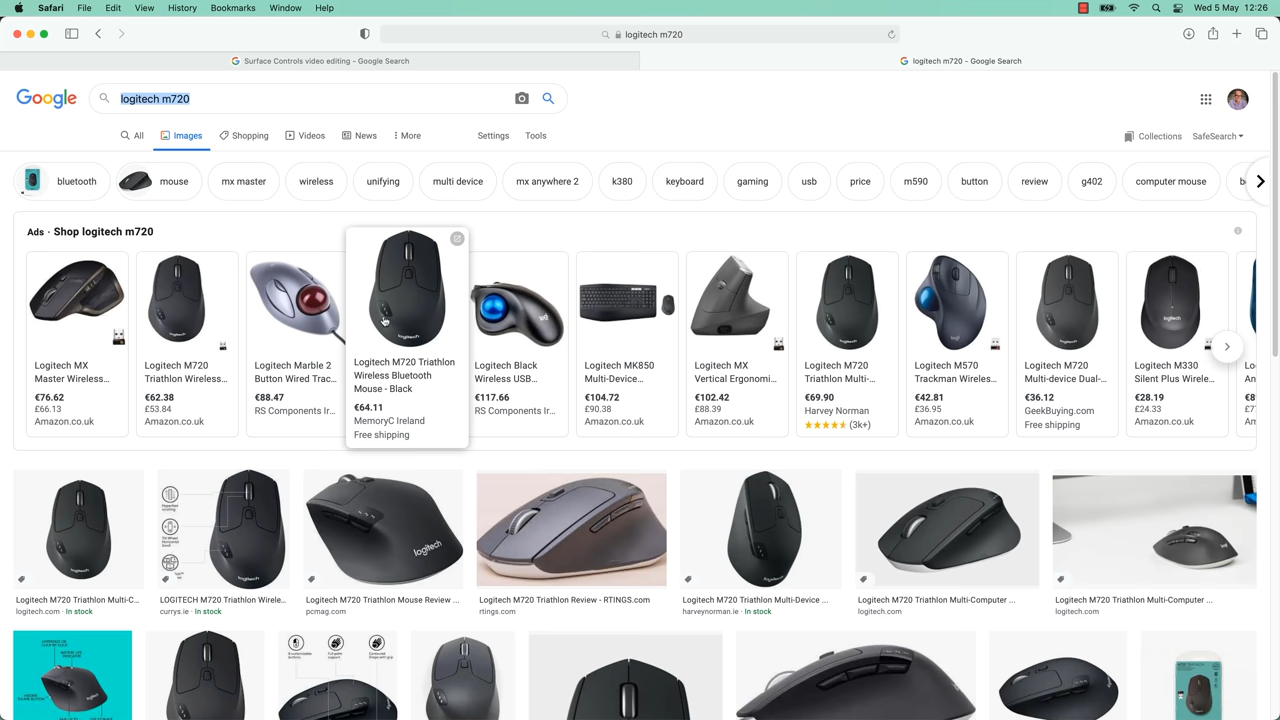 Safari File Edit View History Bookmarks Window Help
Wed 5 May 12:26
logitech m720
Surface Controls video editing - Google Search
logitech m720 - Google Search
Google
logitech m720
All Images Shopping Videos News More Settings Tools
Collections SafeSearch
bluetooth mouse mx master wireless unifying multi device mx anywhere 2 k380 keyboard gaming usb price m590 button review g402 computer mouse
Ads · Shop logitech m720
Logitech MX
Master Wireless...
€76.62
£66.13
Amazon.co.uk
Logitech M720
Triathlon Wireless...
€62.38
£53.84
Amazon.co.uk
Logitech Marble 2
Button Wired Trac...
€88.47
RS Components Ir...
Logitech M720 Triathlon
Wireless Bluetooth
Mouse - Black
€64.11
MemoryC Ireland
Free shipping
Logitech Black
Wireless USB...
€117.66
RS Components Ir...
Logitech MK850
Multi-Device...
€104.72
£90.38
Amazon.co.uk
Logitech MX
Vertical Ergonomi...
€102.42
£88.39
Amazon.co.uk
Logitech M720
Triathlon Multi-...
€69.90
Harvey Norman
(3k+)
Logitech M570
Trackman Wireles...
€42.81
£36.95
Amazon.co.uk
Logitech M720
Multi-device Dual-...
€36.12
GeekBuying.com
Free shipping
Logitech M330
Silent Plus Wirele...
€28.19
£24.33
Amazon.co.uk
logitech
Logitech M720 Triathlon Multi-C...
logitech.com · In stock
LOGITECH M720 Triathlon Wirele...
currys.ie · In stock
Logitech M720 Triathlon Mouse Review ...
pcmag.com
Logitech M720 Triathlon Review - RTINGS.com
rtings.com
Logitech M720 Triathlon Multi-Device ...
harveynorman.ie · In stock
Logitech M720 Triathlon Multi-Computer ...
logitech.com
Logitech M720 Triathlon Multi-Computer ...
logitech.com